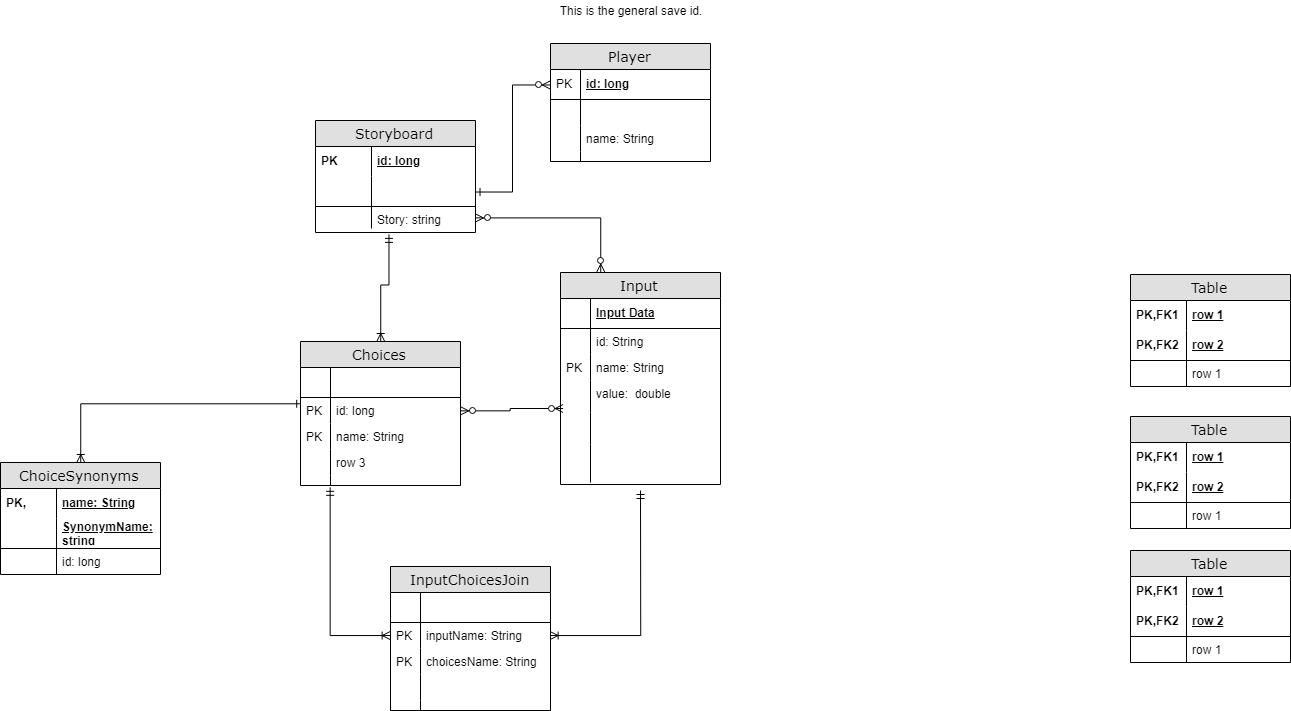 This is the general save id.
Player
PK id: long
name: String
Storyboard
PK id: long
Story: string
Input
Input Data
id: String
PK name: String
value: double
Choices
PK id: long
PK name: String
row 3
ChoiceSynonyms
PK, name: String
SynonymName:
string
id: long
InputChoicesJoin
PK inputName: String
PK choicesName: String
Table
PK,FK1 row 1
PK,FK2 row 2
row 1
Table
PK,FK1 row 1
PK,FK2 row 2
row 1
Table
PK,FK1 row 1
PK,FK2 row 2
row 1